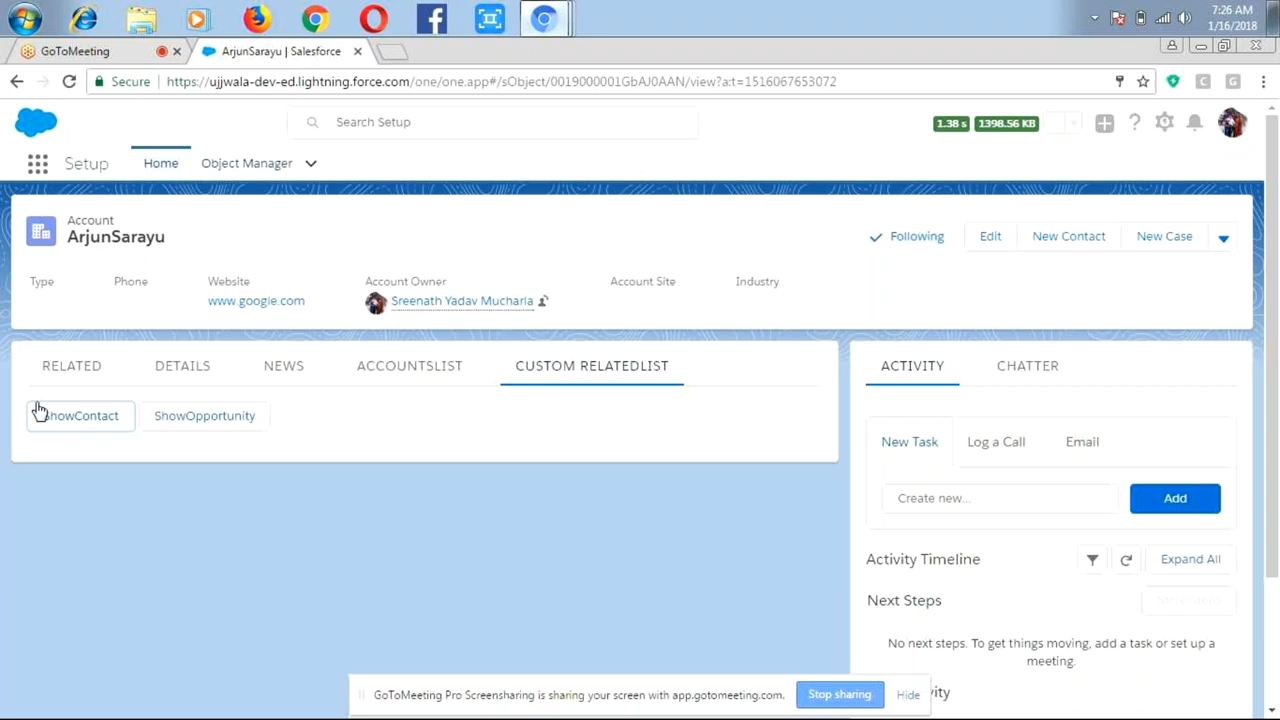 7:26 AM
1/16/2018
GoToMeeting
ArjunSarayu | Salesforce
Secure
https://ujjwala-dev-ed.lightning.force.com/one/one.app#/sObject/0019000001GbAJ0AAN/view?a:t=1516067653072
Search Setup
1.38 s
1398.56 KB
Setup
Home
Object Manager
Account
ArjunSarayu
Following
Edit
New Contact
New Case
Type
Phone
Website
Account Owner
Account Site
Industry
www.google.com
Sreenath Yadav Mucharla
RELATED
DETAILS
NEWS
ACCOUNTSLIST
CUSTOM RELATEDLIST
ACTIVITY
CHATTER
ShowContact
ShowOpportunity
New Task
Log a Call
Email
Create new...
Add
Activity Timeline
Expand All
Next Steps
No next steps. To get things moving, add a task or set up a
meeting.
GoToMeeting Pro Screensharing is sharing your screen with app.gotomeeting.com.
Stop sharing
Hide